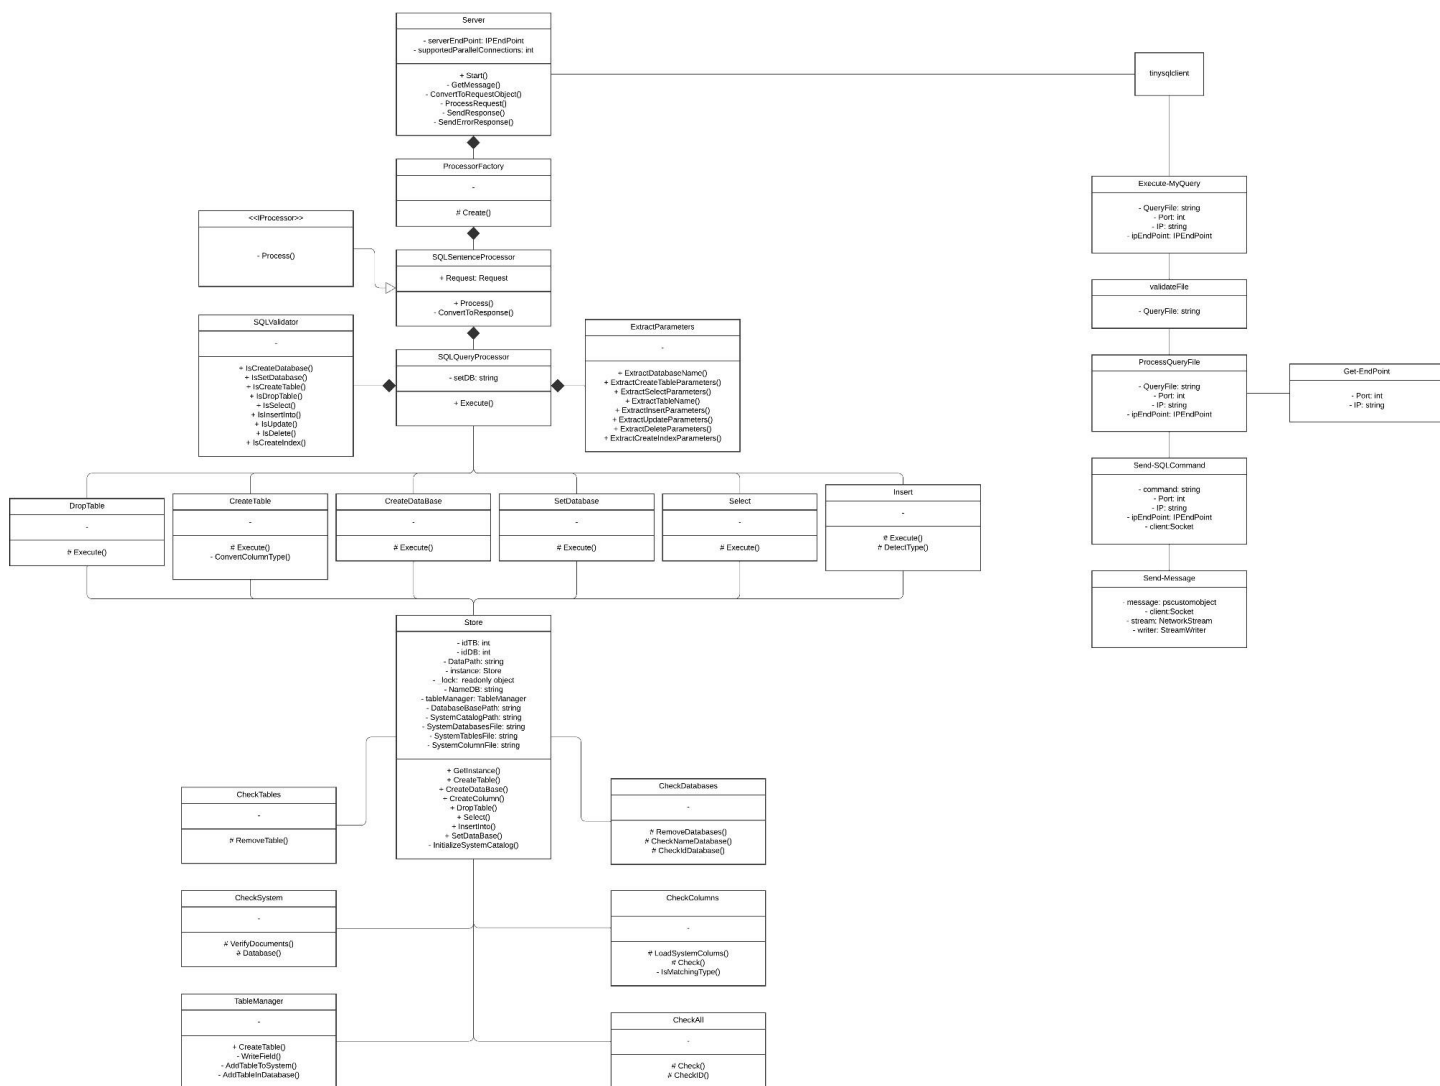 Server
- serverEndPoint: IPEndPoint
- supportedParallelConnections: int
+ Start()
- GetMessage()
- ConvertToRequestObject()
- ProcessRequest()
- SendResponse()
- SendErrorResponse()
tinysqlclient
ProcessorFactory
-
# Create()
<<IProcessor>>
- Process()
SQLSentenceProcessor
+ Request: Request
+ Process()
- ConvertToResponse()
SQLValidator
-
+ IsCreateDatabase()
+ IsSetDatabase()
+ IsCreateTable()
+ IsDropTable()
+ IsSelect()
+ IsInsertInto()
+ IsUpdate()
+ IsDelete()
+ IsCreateIndex()
SQLQueryProcessor
- setDB: string
+ Execute()
ExtractParameters
-
+ ExtractDatabaseName()
+ ExtractCreateTableParameters()
+ ExtractSelectParameters()
+ ExtractTableName()
+ ExtractInsertParameters()
+ ExtractUpdateParameters()
+ ExtractDeleteParameters()
+ ExtractCreateIndexParameters()
Execute-MyQuery
- QueryFile: string
- Port: int
- IP: string
- ipEndpoint: IPEndPoint
validateFile
- QueryFile: string
ProcessQueryFile
- QueryFile: string
- Port: int
- IP: string
- ipEndpoint: IPEndPoint
Get-EndPoint
- Port: int
- IP: string
Send-SQLCommand
- command: string
- Port: int
- IP: string
- ipEndpoint: IPEndPoint
- client:Socket
Send-Message
- message: pscustomobject
- client:Socket
- stream: NetworkStream
- writer: StreamWriter
DropTable
-
# Execute()
CreateTable
-
# Execute()
- ConvertColumnType()
CreateDataBase
-
# Execute()
SetDatabase
-
# Execute()
Select
-
# Execute()
Insert
-
# Execute()
# DetectType()
Store
- idTB: int
- idDB: int
- DataPath: string
- instance: Store
- _lock: readonly object
- NameDB: string
- tableManager: TableManager
- DatabaseBasePath: string
- SystemCatalogPath: string
- SystemDatabasesFile: string
- SystemTablesFile: string
- SystemColumnFile: string
+ GetInstance()
+ CreateTable()
+ CreateDataBase()
+ CreateColumn()
+ DropTable()
+ Select()
+ InsertInto()
+ SetDataBase()
- InitializeSystemCatalog()
CheckTables
-
# RemoveTable()
CheckDatabases
-
# RemoveDatabases()
# CheckNameDatabase()
# CheckIdDatabase()
CheckSystem
-
# VerifyDocuments()
# Database()
CheckColumns
-
# LoadSystemColums()
# Check()
- IsMatchingType()
TableManager
-
+ CreateTable()
- WriteField()
- AddTableToSystem()
- AddTableInDatabase()
CheckAll
-
# Check()
# CheckID()